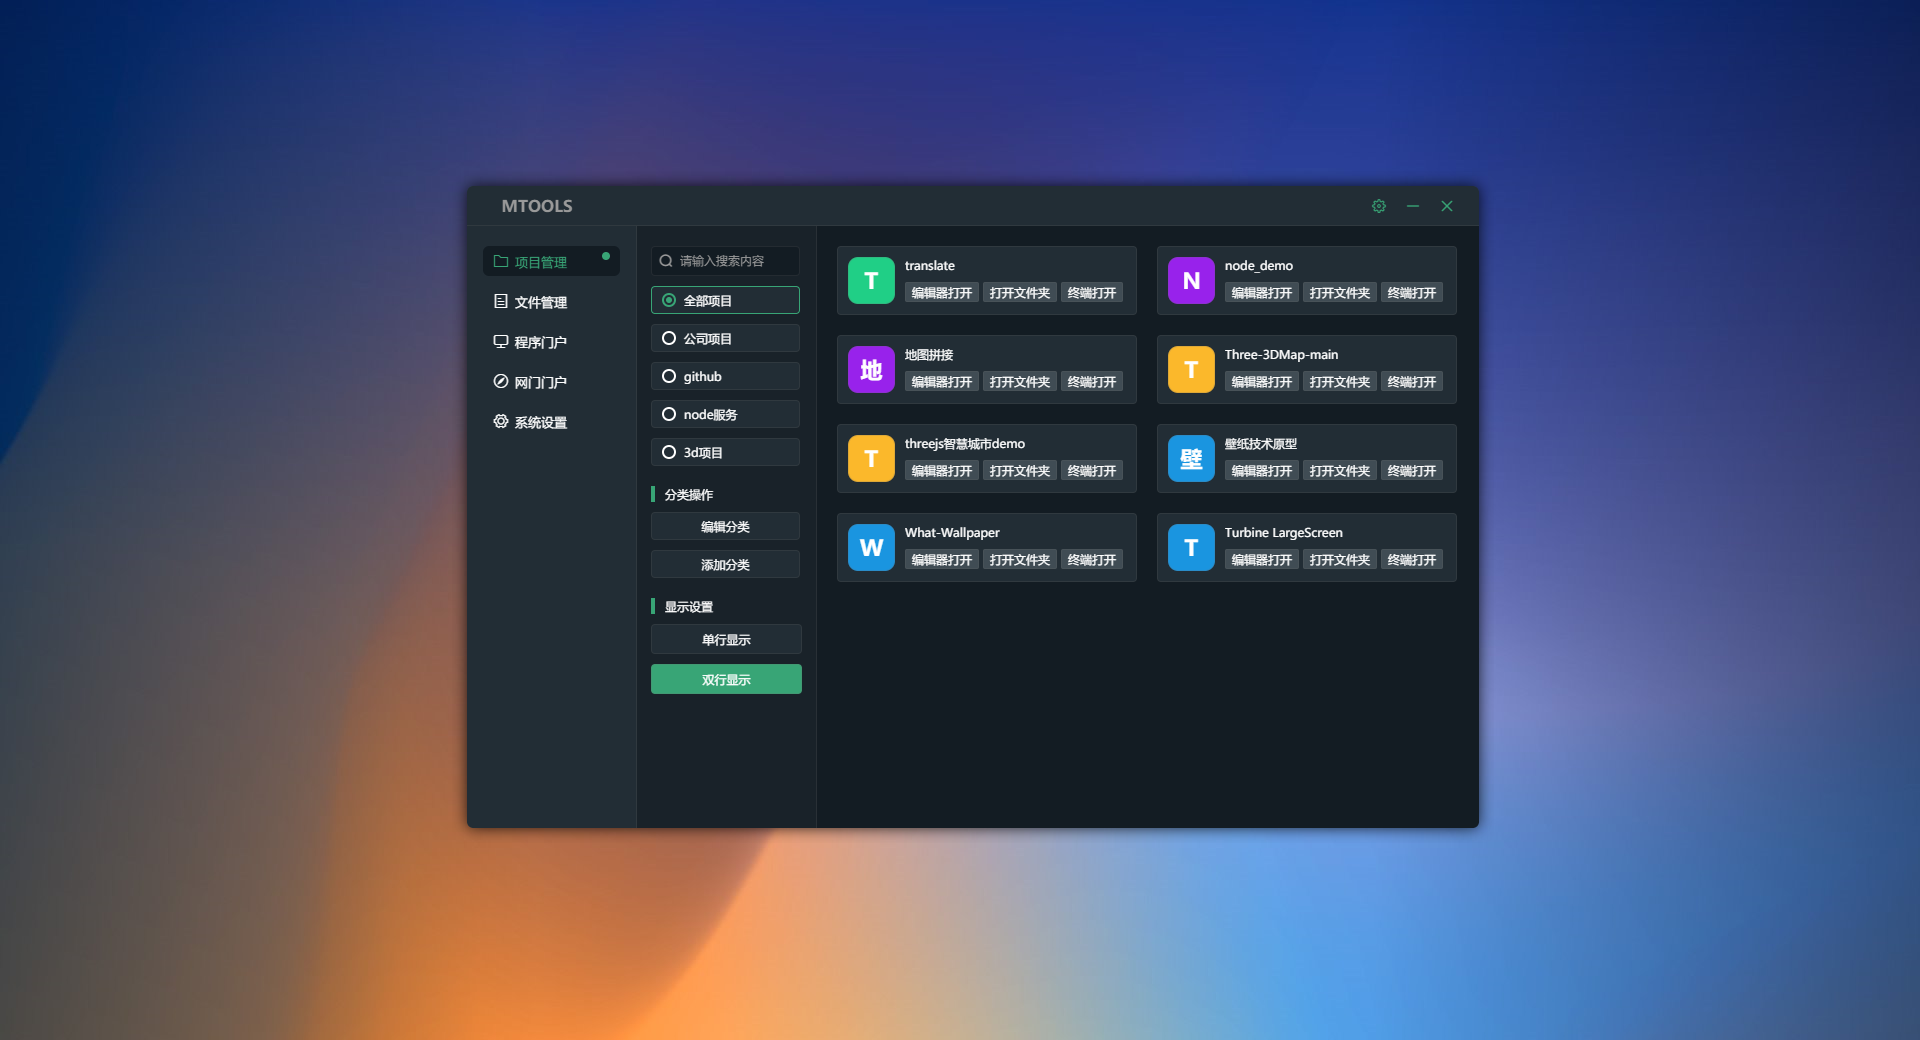 MTOOLS
项目管理
文件管理
程序门户
网门门户
系统设置
请输入搜索内容
全部项目
公司项目
github
node服务
3d项目
分类操作
编辑分类
添加分类
显示设置
单行显示
双行显示
T
translate
编辑器打开 打开文件夹 终端打开
N
node_demo
编辑器打开 打开文件夹 终端打开
地
地图拼接
编辑器打开 打开文件夹 终端打开
T
Three-3DMap-main
编辑器打开 打开文件夹 终端打开
T
threejs智慧城市demo
编辑器打开 打开文件夹 终端打开
壁
壁纸技术原型
编辑器打开 打开文件夹 终端打开
W
What-Wallpaper
编辑器打开 打开文件夹 终端打开
T
Turbine LargeScreen
编辑器打开 打开文件夹 终端打开